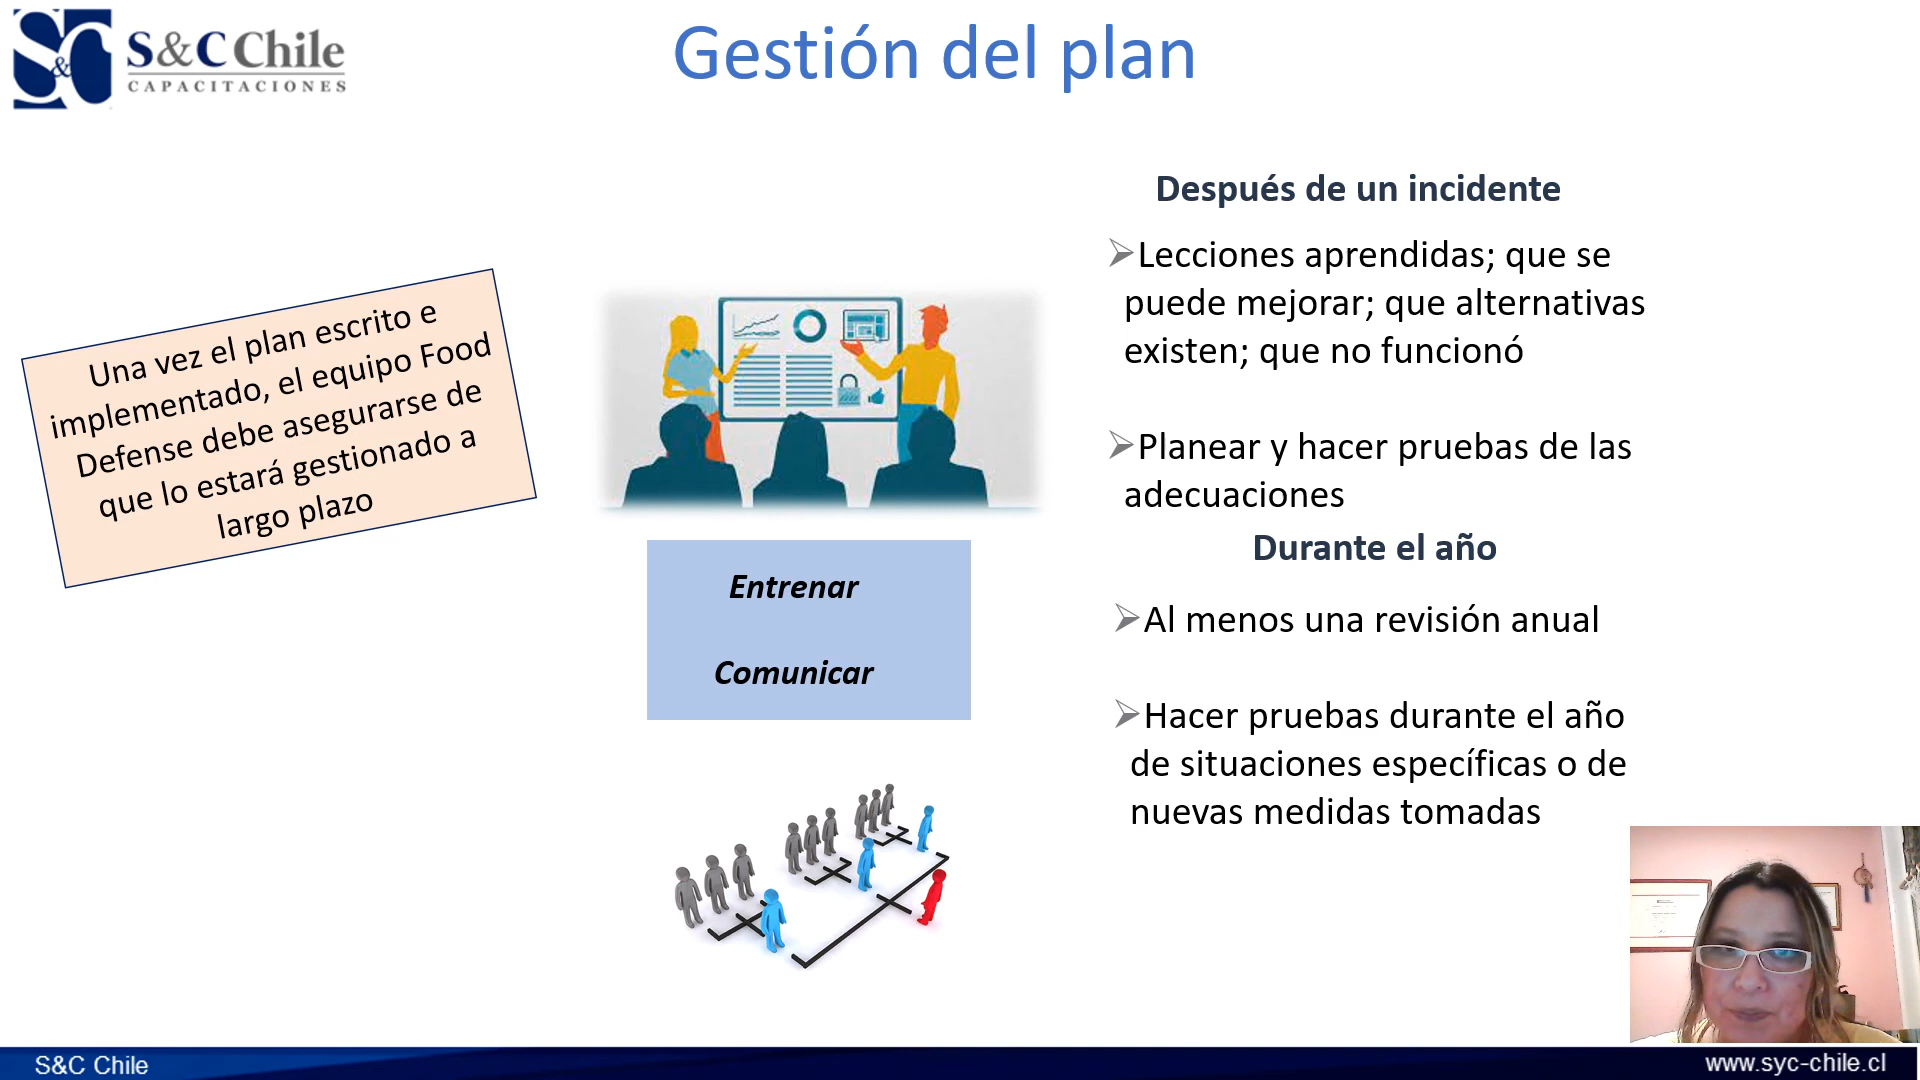 S&C Chile
CAPACITACIONES
Gestión del plan
Una vez el plan escrito e
implementado, el equipo Food
Defense debe asegurarse de
que lo estará gestionado a
largo plazo
Entrenar
Comunicar
Después de un incidente
Lecciones aprendidas; que se
puede mejorar; que alternativas
existen; que no funcionó
Planear y hacer pruebas de las
adecuaciones
Durante el año
Al menos una revisión anual
Hacer pruebas durante el año
de situaciones específicas o de
nuevas medidas tomadas
S&C Chile
www.syc-chile.cl